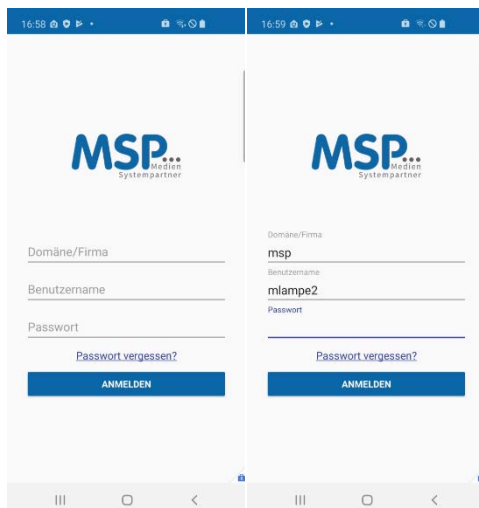 16:58
MSP...
Medien
Systempartner
Domäne/Firma
Benutzername
Passwort
Passwort vergessen?
ANMELDEN
16:59
MSP...
Medien
Systempartner
Domäne/Firma
msp
Benutzername
mlampe2
Passwort
Passwort vergessen?
ANMELDEN